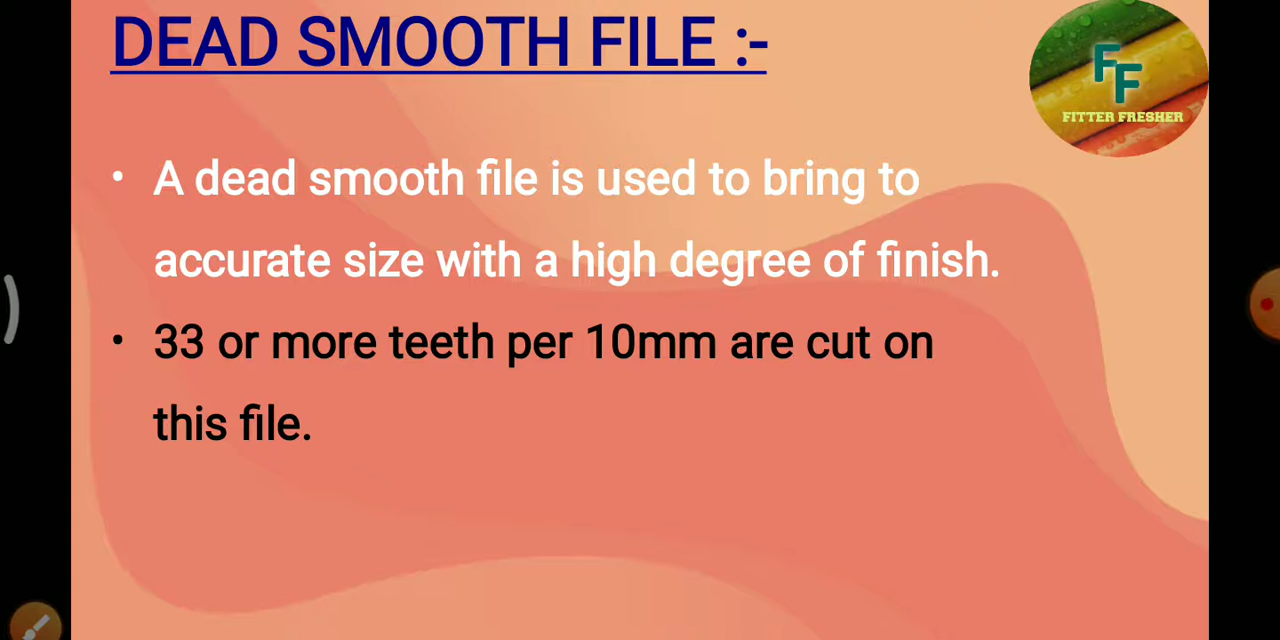 DEAD SMOOTH FILE :-
FF
FITTER FRESHER
• A dead smooth file is used to bring to
accurate size with a high degree of finish.
• 33 or more teeth per 10mm are cut on
this file.